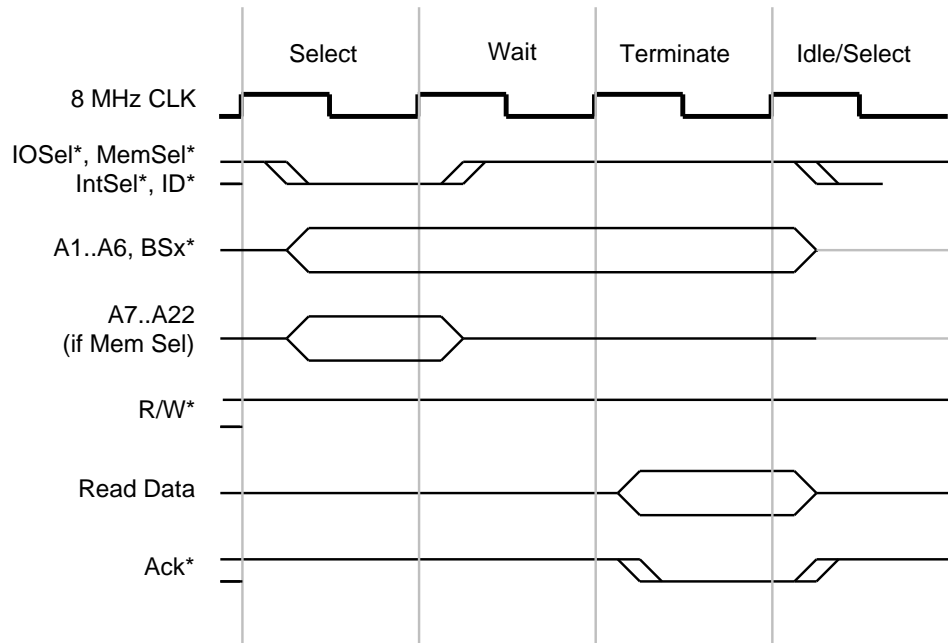 Select Wait Terminate Idle/Select
8 MHz CLK
IOSel*, MemSel*
IntSel*, ID*
A1..A6, BSx*
A7..A22
(if Mem Sel)
R/W*
Read Data
Ack*